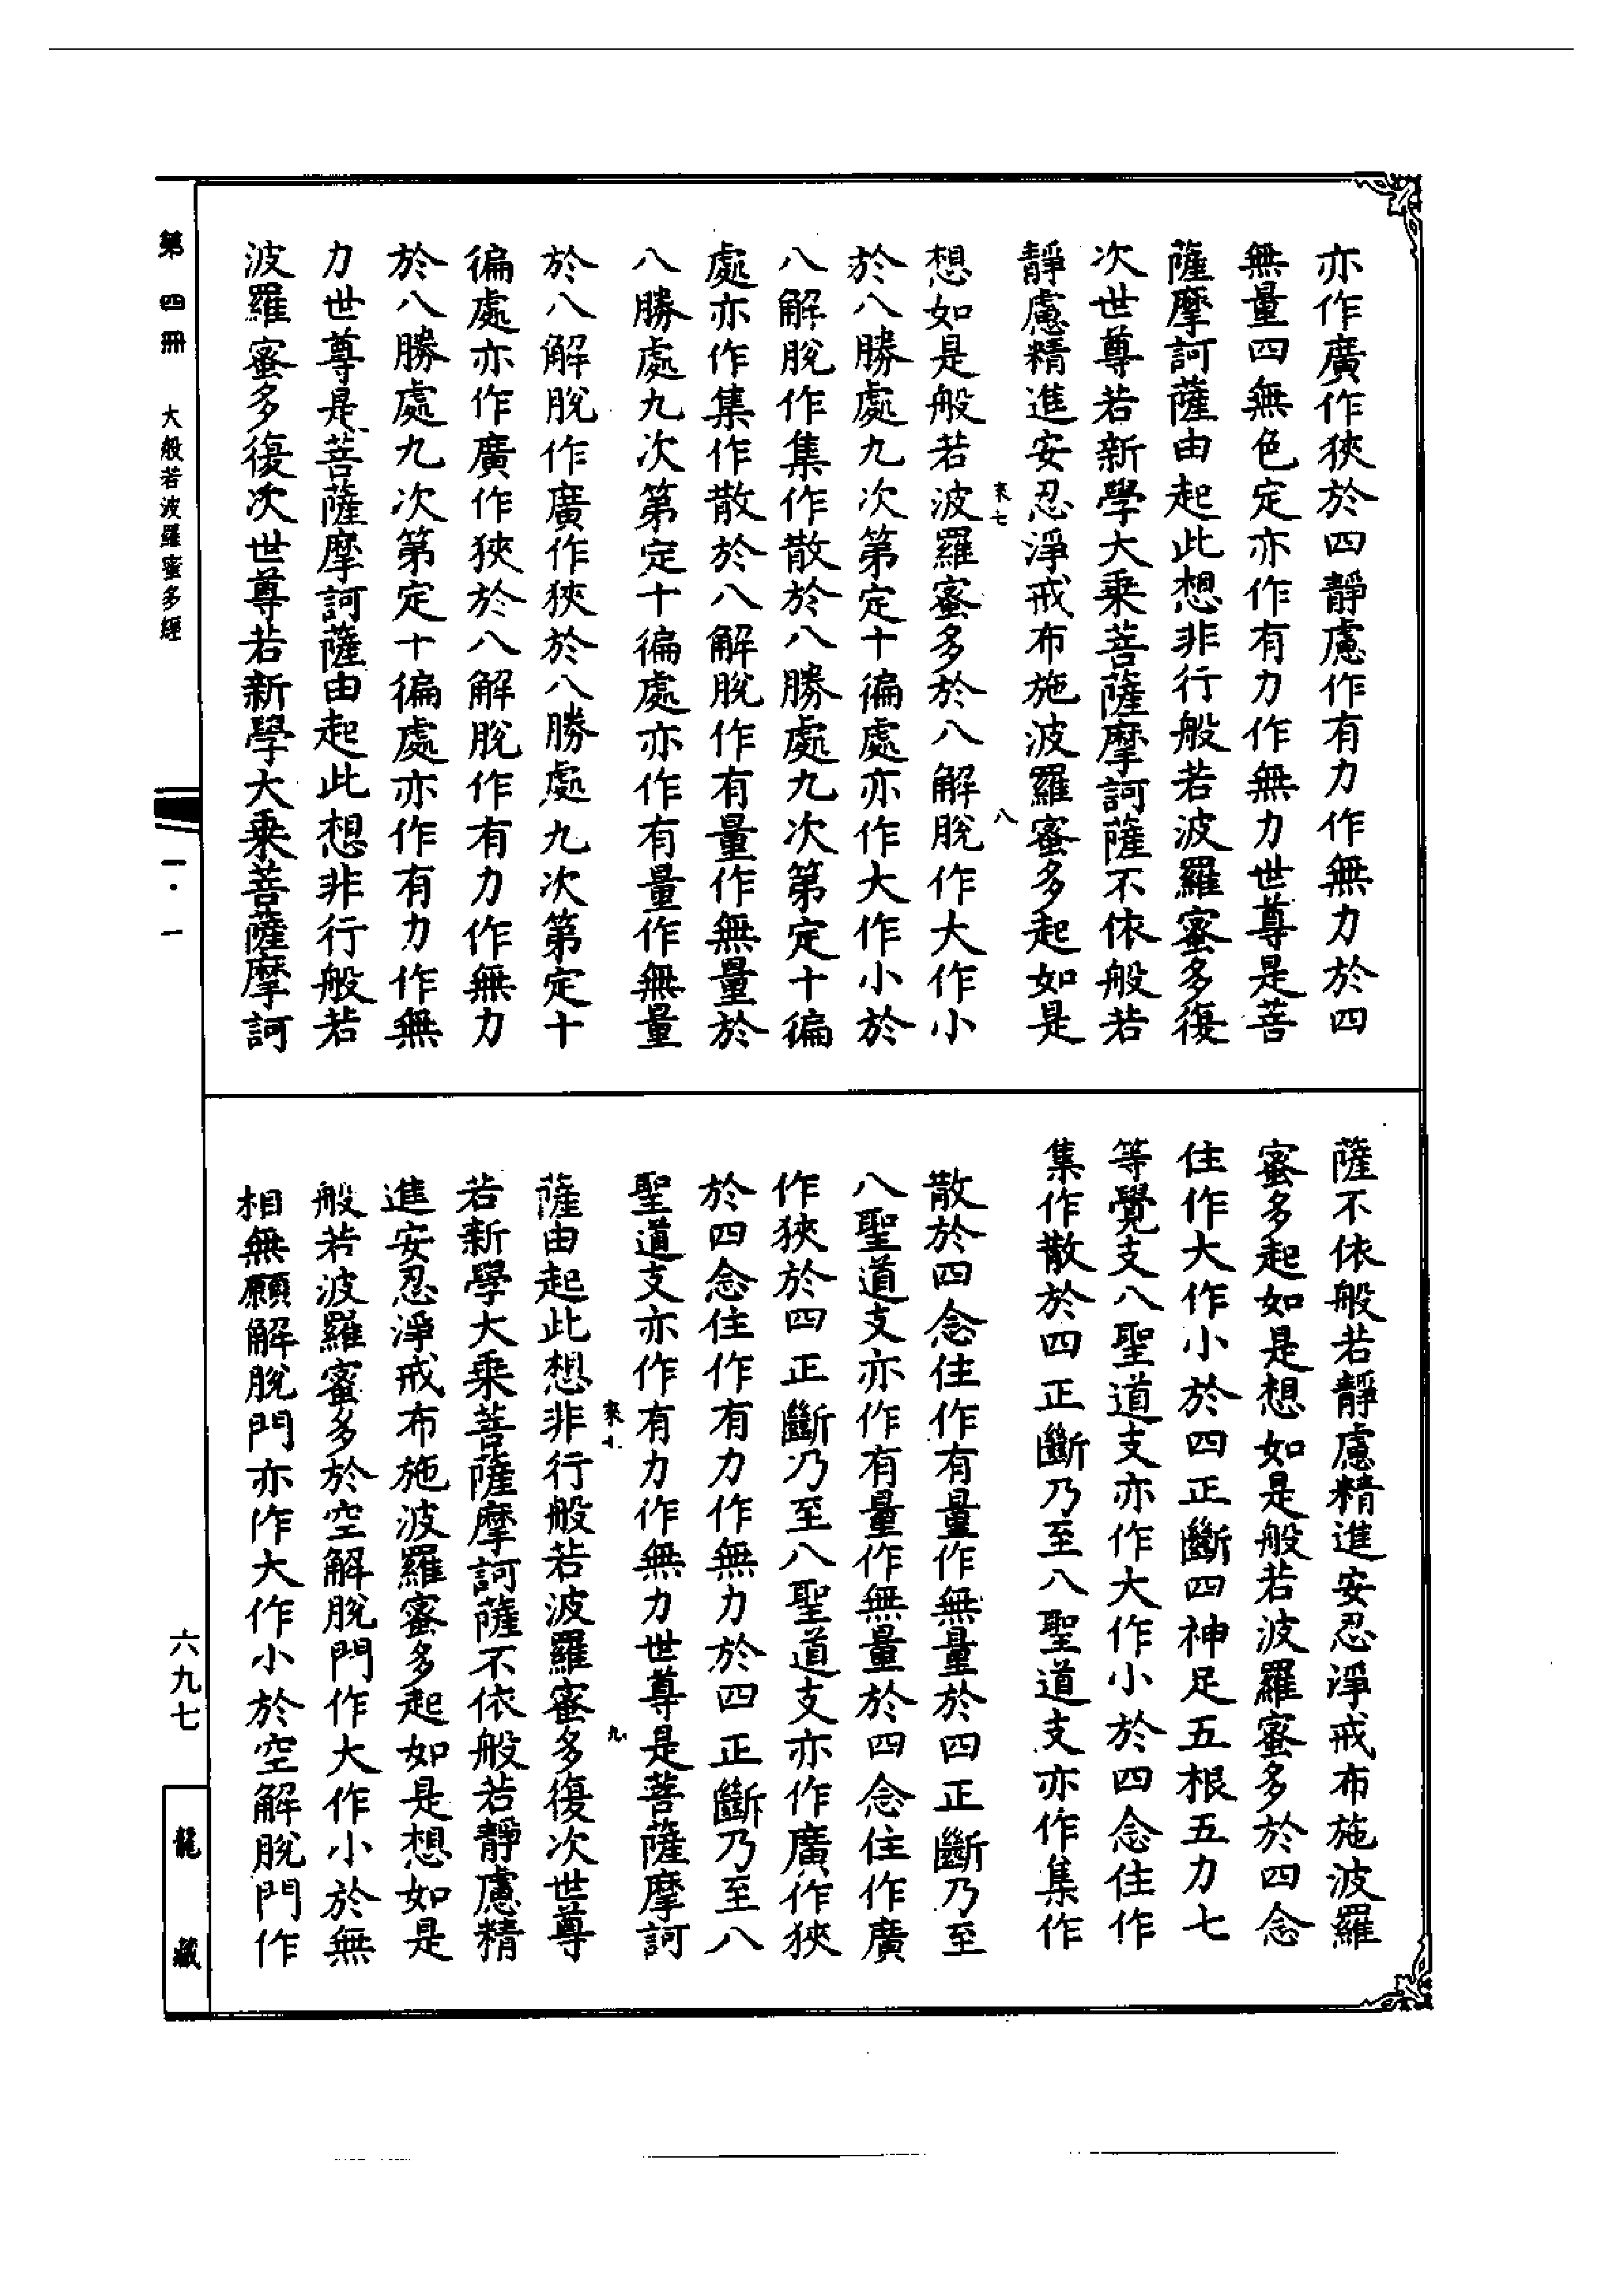 亦作廣作狹於四靜慮作有力作無力於四
無量四無色定亦作有力作無力世尊是菩
薩摩訶薩由起此想非行般若波羅蜜多復
次世尊若新學大乘菩薩摩訶薩不依般若
靜慮精進安忍淨戒布施波羅蜜多起如是
來七
八
想如是般若波羅蜜多於八解脫作大作小
於八勝處九次第定十徧處亦作大作小於
八解脫作集作散於八勝處九次第定十徧
處亦作集作散於八解脫作有量作無量於
八勝處九次第定十徧處亦作有量作無量
於八解脫作廣作狹於八勝處九次第定十
徧處亦作廣作狹於八解脫作有力作無力
於八勝處九次第定十徧處亦作有力作無
力世尊是菩薩摩訶薩由起此想非行般若
波羅蜜多復次世尊若新學大乘菩薩摩訶
薩不依般若靜慮精進安忍淨戒布施波羅
蜜多起如是想如是般若波羅蜜多於四念
住作大作小於四正斷四神足五根五力七
等覺支八聖道支亦作大作小於四念住作
集作散於四正斷乃至八聖道支亦作集作
散於四念住作有量作無量於四正斷乃至
八聖道支亦作有量作無量於四念住作廣
作狹於四正斷乃至八聖道支亦作廣作狹
於四念住作有力作無力於四正斷乃至八
聖道支亦作有力作無力世尊是菩薩摩訶
九
薩由起此想非行般若波羅蜜多復次世尊
若新學大乘菩薩摩訶薩不依般若靜慮精
進安忍淨戒布施波羅蜜多起如是想如是
般若波羅蜜多於空解脫門作大作小於無
相無願解脫門亦作大作小於空解脫門作
第四冊 大般若波羅蜜多經
一·一
六九七
龍藏